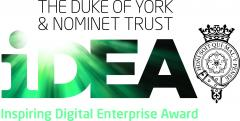 THE DUKE OF YORK
& NOMINET TRUST
iDEA
Inspiring Digital Enterprise Award